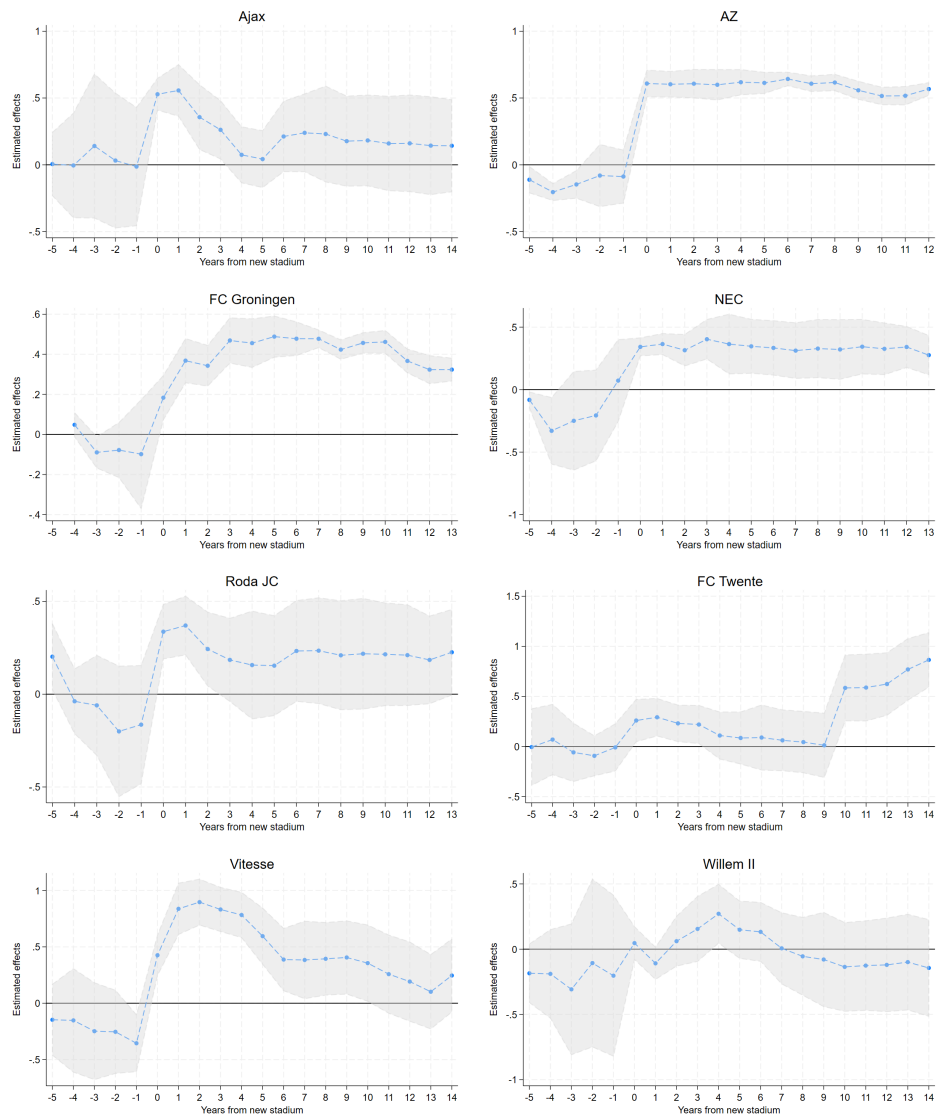 Ajax
Estimated effects
1
.5
0
-.5
-5 -4 -3 -2 -1 0 1 2 3 4 5 6 7 8 9 10 11 12 13 14
Years from new stadium
AZ
Estimated effects
1
.5
0
-.5
-5 -4 -3 -2 -1 0 1 2 3 4 5 6 7 8 9 10 11 12
Years from new stadium
FC Groningen
Estimated effects
.6
.4
.2
0
-.2
-.4
-5 -4 -3 -2 -1 0 1 2 3 4 5 6 7 8 9 10 11 12 13
Years from new stadium
NEC
Estimated effects
.5
0
-.5
-1
-5 -4 -3 -2 -1 0 1 2 3 4 5 6 7 8 9 10 11 12 13
Years from new stadium
Roda JC
Estimated effects
.5
0
-.5
-5 -4 -3 -2 -1 0 1 2 3 4 5 6 7 8 9 10 11 12 13
Years from new stadium
FC Twente
Estimated effects
1.5
1
.5
0
-.5
-5 -4 -3 -2 -1 0 1 2 3 4 5 6 7 8 9 10 11 12 13 14
Years from new stadium
Vitesse
Estimated effects
1
.5
0
-.5
-5 -4 -3 -2 -1 0 1 2 3 4 5 6 7 8 9 10 11 12 13 14
Years from new stadium
Willem II
Estimated effects
.5
0
-.5
-1
-5 -4 -3 -2 -1 0 1 2 3 4 5 6 7 8 9 10 11 12 13 14
Years from new stadium